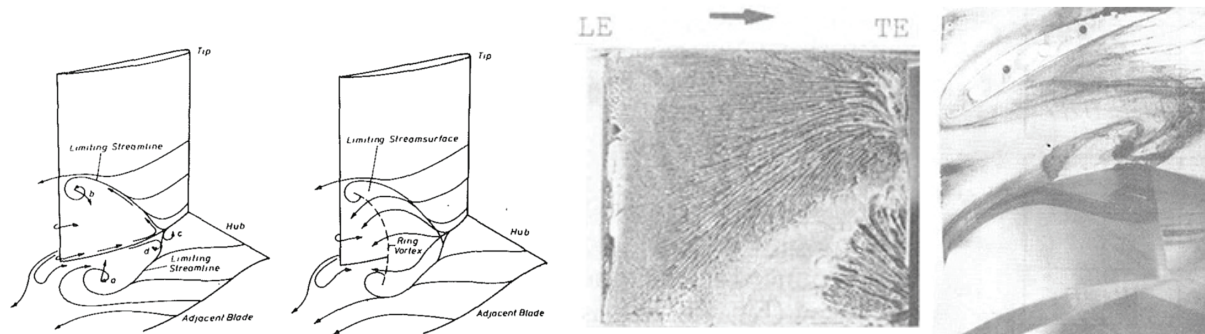 Tip
Limiting Streamline
b
c
Hub
c
d
Limiting
Streamline
a
Adjacent Blade
Tip
Limiting Streamsurface
Hub
Ring
Vortex
Adjacent Blade
LE
TE